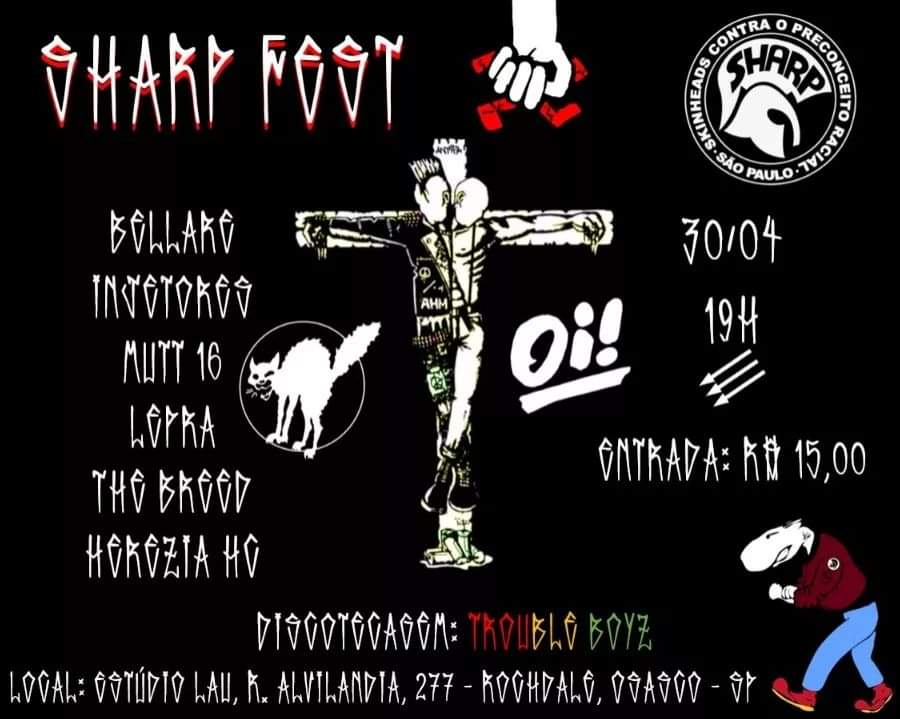 SHARP FEST
SKINHEADS CONTRA O PRECONCEITO RACIAL
SHARP
· SÃO PAULO ·
BELLARE
INJETORES
MUTT 16
LEPRA
THE BREED
HEREZIA HC
AHM
Oi!
30/04
19H
ENTRADA: R$ 15,00
DISCOTECAGEM: TROUBLE BOYZ
LOCAL: ESTÚDIO LAU, R. ALVILANDIA, 277 - ROCHDALE, OSASCO - SP